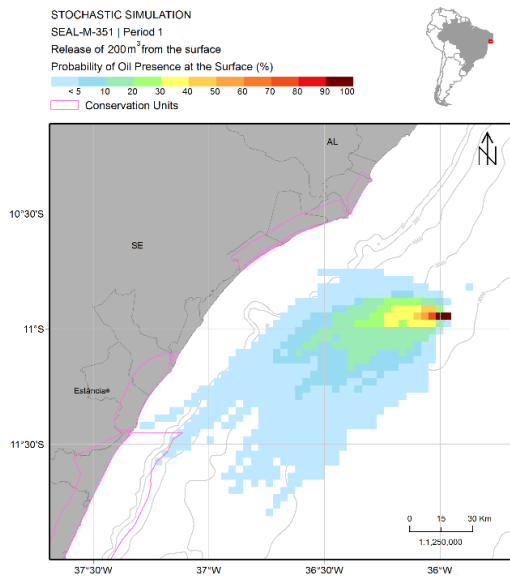 STOCHASTIC SIMULATION
SEAL-M-351 | Period 1
Release of 200m³ from the surface
Probability of Oil Presence at the Surface (%)
< 5 10 20 30 40 50 60 70 80 90 100
Conservation Units
AL
N
10°30'S
SE
11°S
Estância
11°30'S
0 15 30 Km
1:1,250,000
37°30'W 37°W 36°30'W 36°W